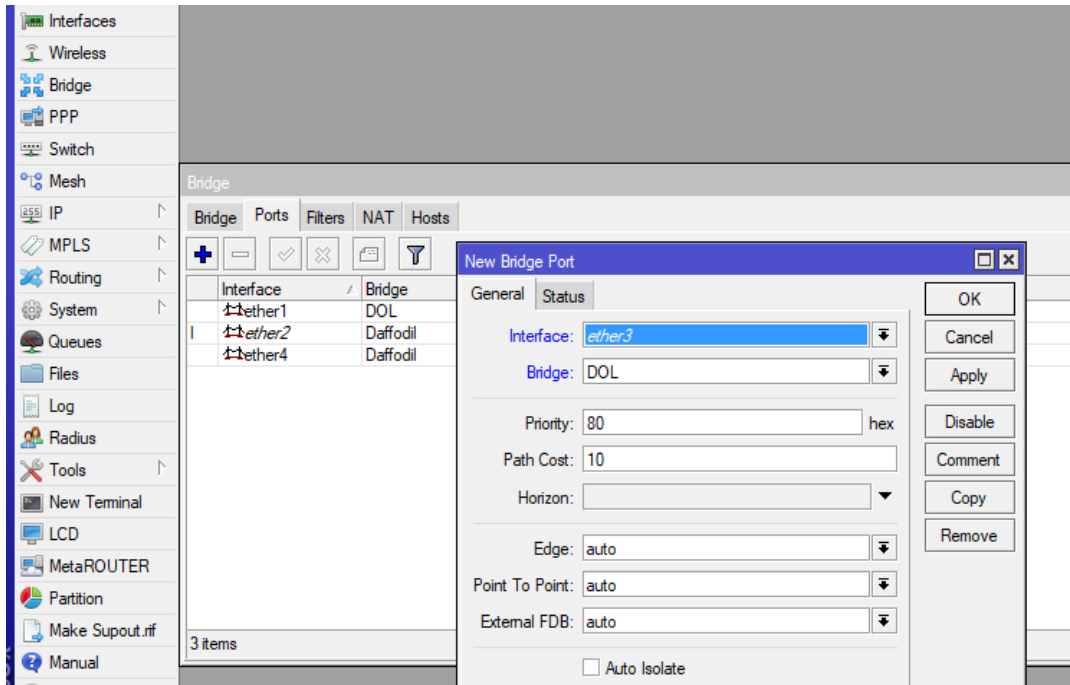 Interfaces
Wireless
Bridge
PPP
Switch
Mesh
255 IP
MPLS
Routing
System
Queues
Files
Log
Radius
Tools
New Terminal
LCD
MetaROUTER
Partition
Make Supout.rif
Manual
Bridge
Bridge Ports Filters NAT Hosts
Interface Bridge
ether1 DOL
I ether2 Daffodil
ether4 Daffodil
3 items
New Bridge Port
General Status
Interface: ether3
Bridge: DOL
Priority: 80 hex
Path Cost: 10
Horizon:
Edge: auto
Point To Point: auto
External FDB: auto
Auto Isolate
OK
Cancel
Apply
Disable
Comment
Copy
Remove